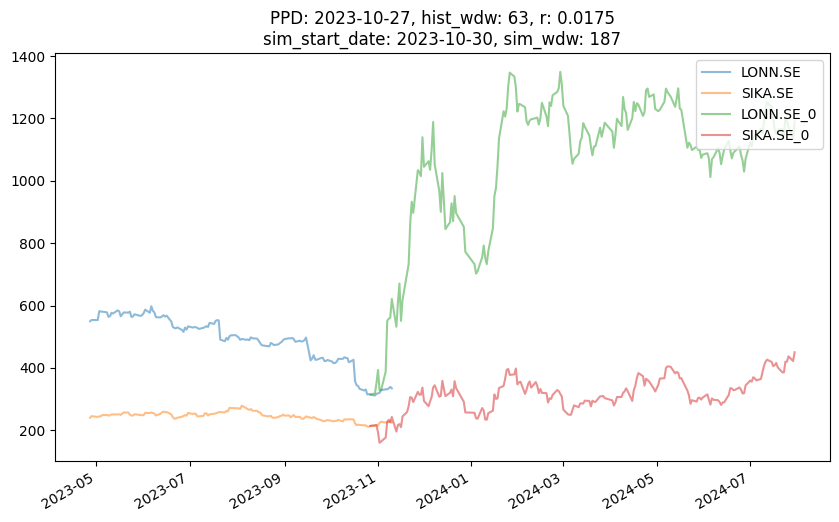 PPD: 2023-10-27, hist_wdw: 63, r: 0.0175
sim_start_date: 2023-10-30, sim_wdw: 187
1400
1200
1000
800
600
400
200
LONN.SE
SIKA.SE
LONN.SE_0
SIKA.SE_0
2023-05
2023-07
2023-09
2023-11
2024-01
2024-03
2024-05
2024-07